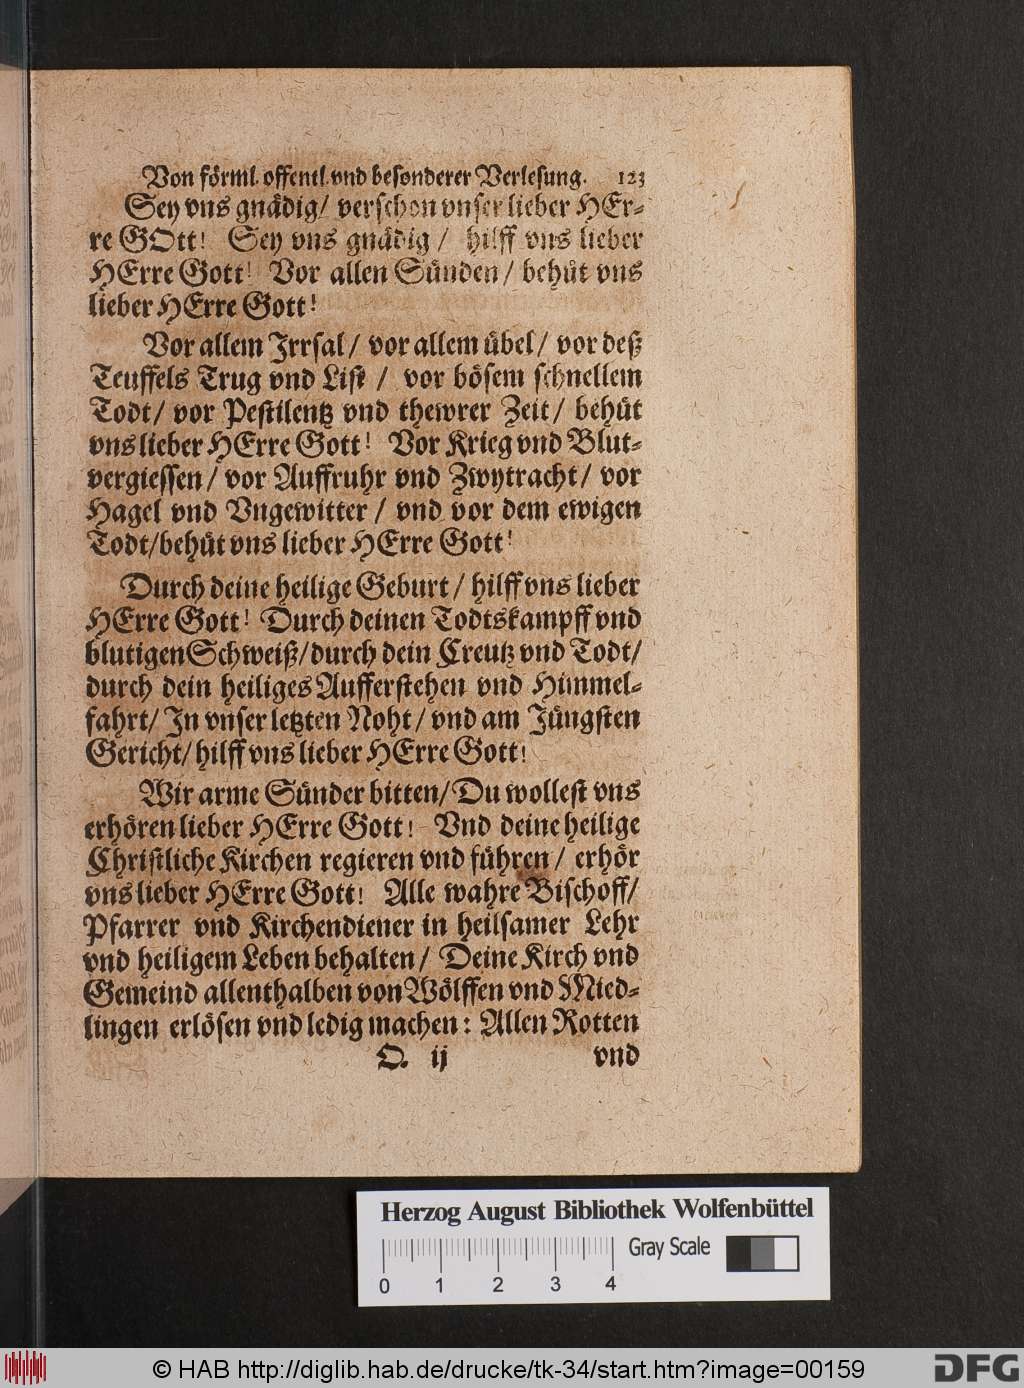 Von förml. offentl. vnd besonderer Verlesung. 123
Sey vns gnådig/ verschon vnser lieber HEr-
re GOtt! Sey vns gnådig / hilff vns lieber
HErre Gott! Vor allen Sünden / behůt vns
lieber HErre Gott!
Vor allem Irrsal / vor allem übel / vor deß
Teuffels Trug vnd List / vor bösem schnellem
Todt / vor Pestilentz vnd thewrer Zeit / behůt
vns lieber HErre Gott! Vor Krieg vnd Blut-
vergiessen / vor Auffruhr vnd Zwytracht / vor
Hagel vnd Vngewitter / vnd vor dem ewigen
Todt/behůt vns lieber HErre Gott!
Durch deine heilige Geburt / hilff vns lieber
HErre Gott! Durch deinen Todtskampff vnd
blutigen Schweiß/durch dein Creutz vnd Todt/
durch dein heiliges Aufferstehen vnd Himmel-
fahrt/ In vnser letzten Noht / vnd am Jüngsten
Gericht/ hilff vns lieber HErre Gott!
Wir arme Sünder bitten/ Du wollest vns
erhören lieber HErre Gott! Vnd deine heilige
Christliche Kirchen regieren vnd führen / erhör
vns lieber HErre Gott! Alle wahre Bischoff/
Pfarrer vnd Kirchendiener in heilsamer Lehr
vnd heiligem Leben behalten / Deine Kirch vnd
Gemeind allenthalben von Wölffen vnd Mied-
lingen erlösen vnd ledig machen: Allen Rotten
Q ij vnd
Herzog August Bibliothek Wolfenbüttel
Gray Scale
0 1 2 3 4
© HAB http://diglib.hab.de/drucke/tk-34/start.htm?image=00159
DFG